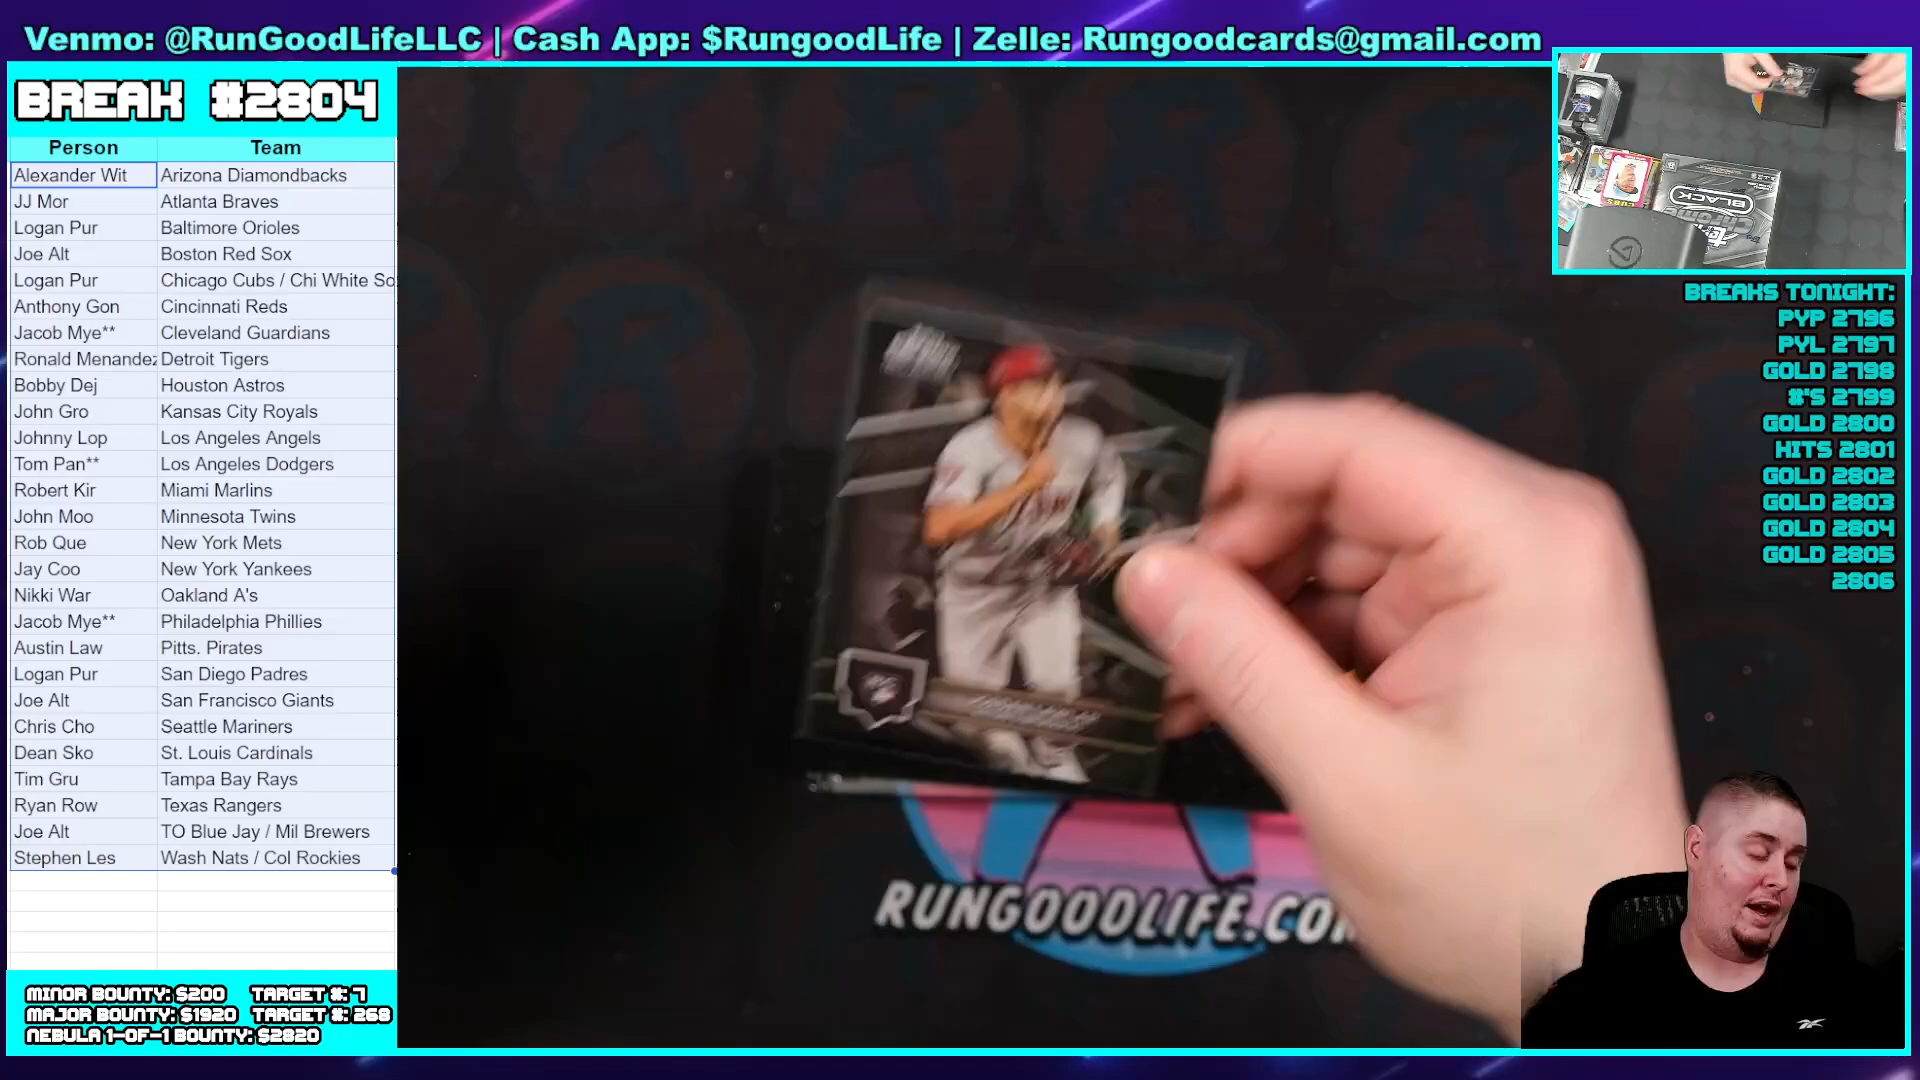 Venmo: @RunGoodLifeLLC | Cash App: $RungoodLife | Zelle: Rungoodcards@gmail.com
BREAK #2804
Person Team
Alexander Wit Arizona Diamondbacks
JJ Mor Atlanta Braves
Logan Pur Baltimore Orioles
Joe Alt Boston Red Sox
Logan Pur Chicago Cubs / Chi White So
Anthony Gon Cincinnati Reds
Jacob Mye** Cleveland Guardians
Ronald Menandez Detroit Tigers
Bobby Dej Houston Astros
John Gro Kansas City Royals
Johnny Lop Los Angeles Angels
Tom Pan** Los Angeles Dodgers
Robert Kir Miami Marlins
John Moo Minnesota Twins
Rob Que New York Mets
Jay Coo New York Yankees
Nikki War Oakland A's
Jacob Mye** Philadelphia Phillies
Austin Law Pitts. Pirates
Logan Pur San Diego Padres
Joe Alt San Francisco Giants
Chris Cho Seattle Mariners
Dean Sko St. Louis Cardinals
Tim Gru Tampa Bay Rays
Ryan Row Texas Rangers
Joe Alt TO Blue Jay / Mil Brewers
Stephen Les Wash Nats / Col Rockies
MINOR BOUNTY: $200 TARGET #: 7
MAJOR BOUNTY: $1920 TARGET #: 268
NEBULA 1-OF-1 BOUNTY: $2820
BREAKS TONIGHT:
PYP 2796
PYL 2797
GOLD 2798
#'S 2799
GOLD 2800
HITS 2801
GOLD 2802
GOLD 2803
GOLD 2804
GOLD 2805
2806
CUBS
BLACK
Chrome
RUNGOODLIFE.CO